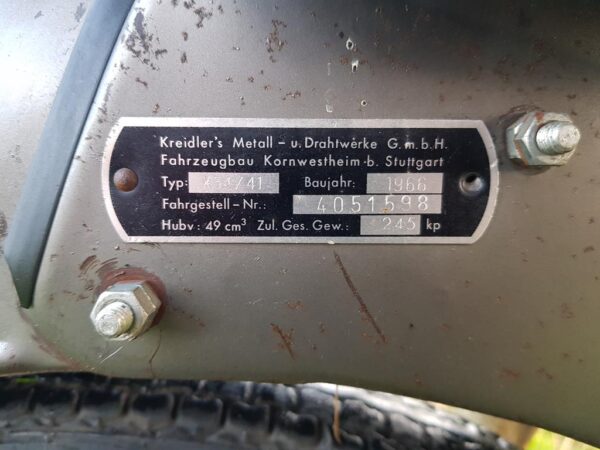 Kreidler's Metall – u. Drahtwerke G.m.b.H.
Fahrzeugbau Kornwestheim b. Stuttgart
Typ: Baujahr: 1966
Fahrgestell – Nr.: 4051598
Hubv: 49 cm³ Zul. Ges. Gew.: 245 kp